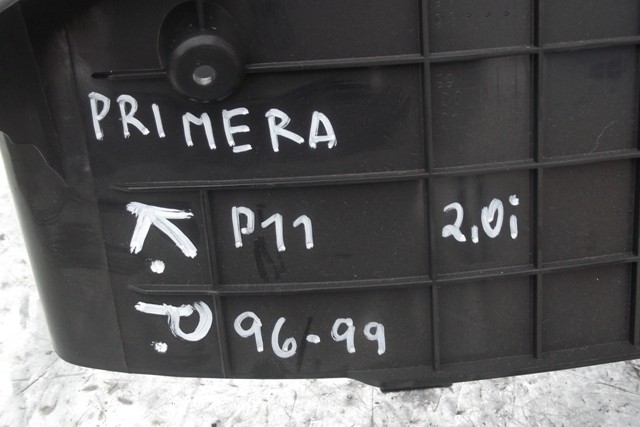 PRIMERA
K. P11 2,0i
P. 96-99